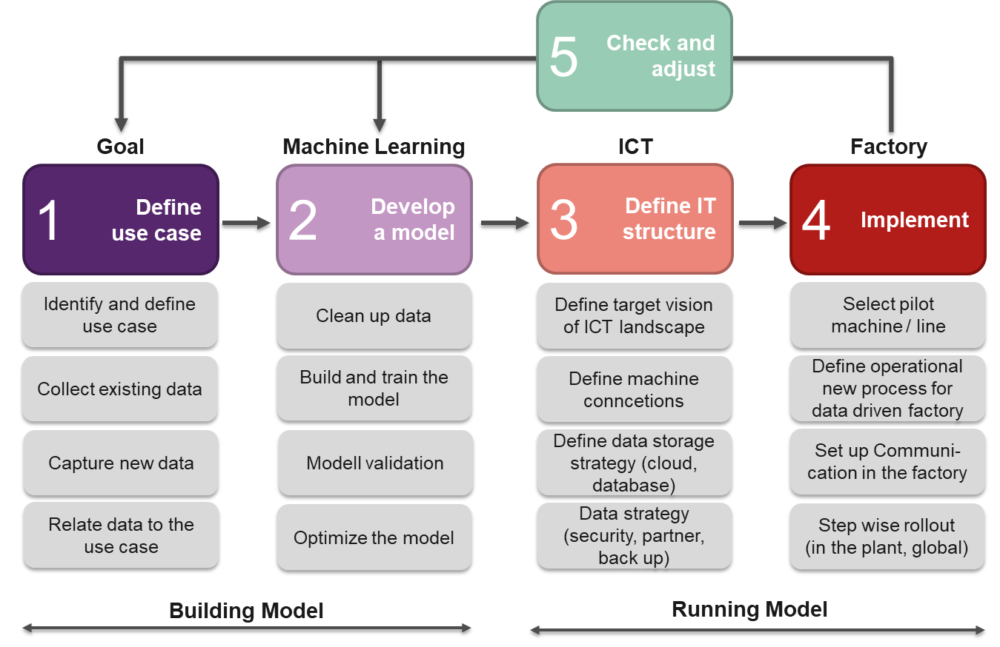 5
Check and
adjust
Goal
Machine Learning
ICT
Factory
1
Define
use case
2
Develop
a model
3
Define IT
structure
4
Implement
Identify and define
use case
Collect existing data
Capture new data
Relate data to the
use case
Clean up data
Build and train the
model
Modell validation
Optimize the model
Define target vision
of ICT landscape
Define machine
conncetions
Define data storage
strategy (cloud,
database)
Data strategy
(security, partner,
back up)
Select pilot
machine / line
Define operational
new process for
data driven factory
Set up Communi-
cation in the factory
Step wise rollout
(in the plant, global)
Building Model
Running Model